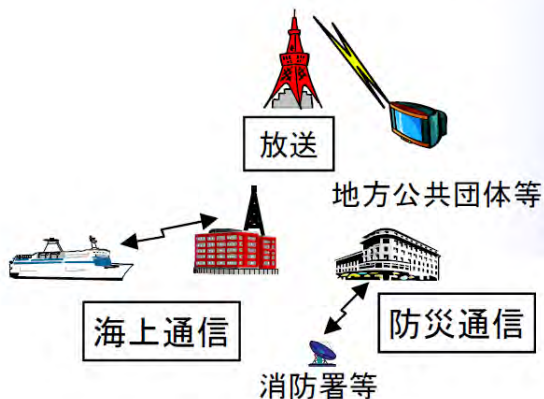 放送
地方公共団体等
海上通信
防災通信
消防署等